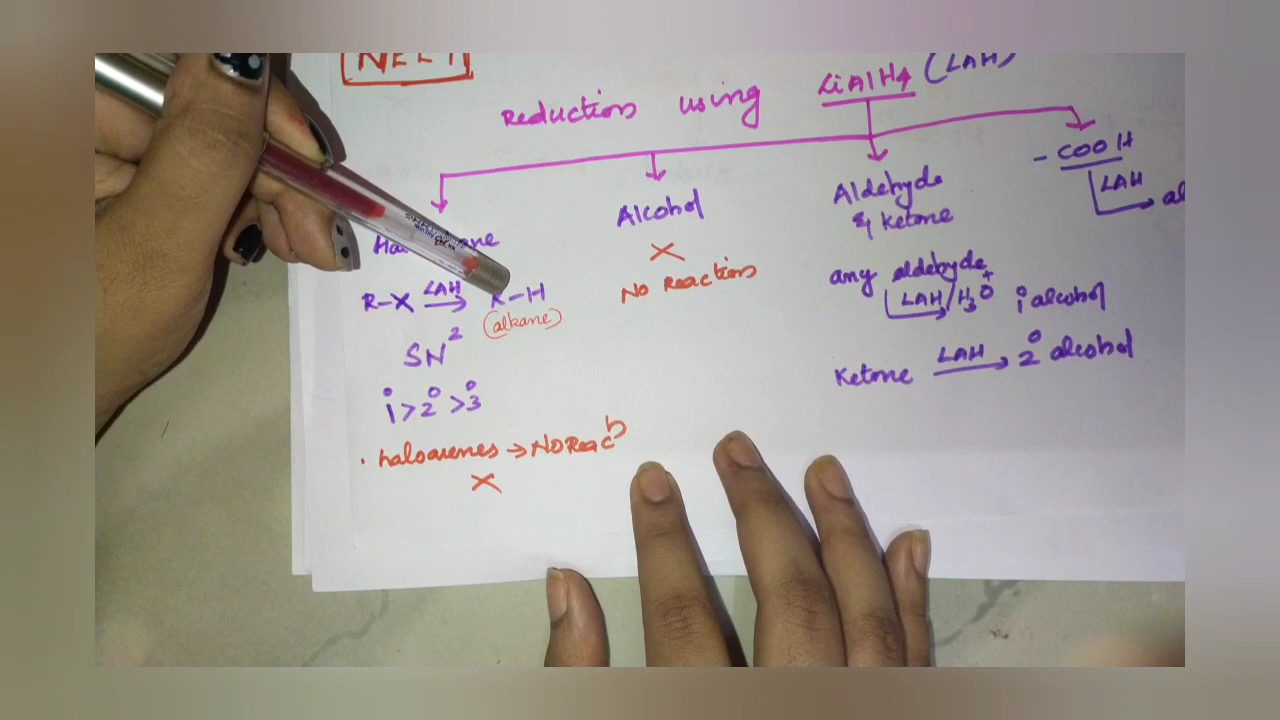 NEET
Reduction using LiAlH4 (LAH)
Alcohol
X
No Reaction
Aldehyde
& Ketone
-COOH
LAH
R-X LAH R-H
(alkane)
SN2
1° > 2° > 3°
. haloarenes → No Reac
X
any aldehyde
LAH/H3O+ 1° alcohol
Ketone LAH 2° alcohol